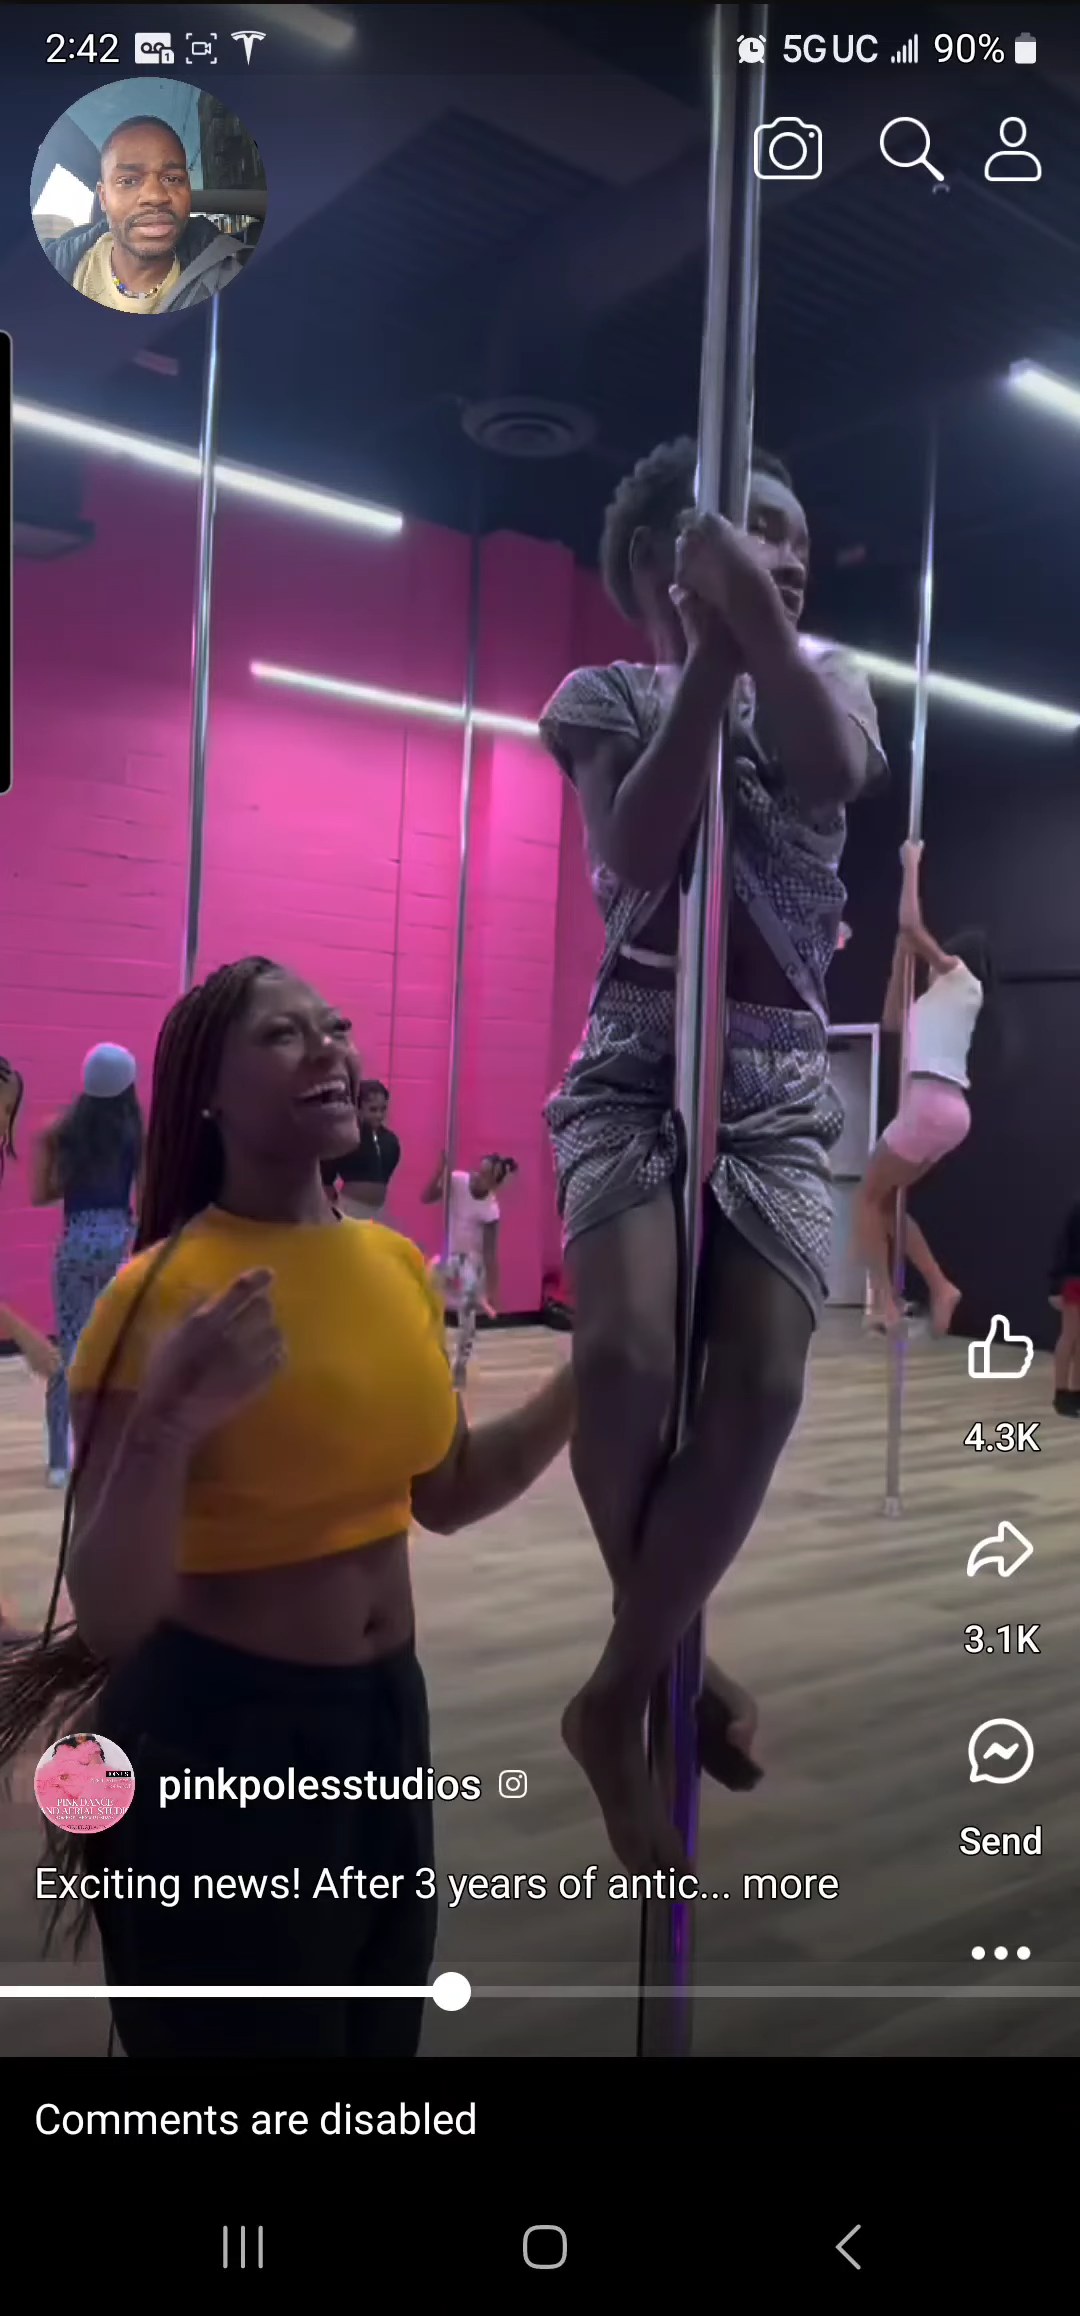 2:42
5G UC 90%
4.3K
3.1K
pinkpolesstudios
Send
Exciting news! After 3 years of antic... more
Comments are disabled